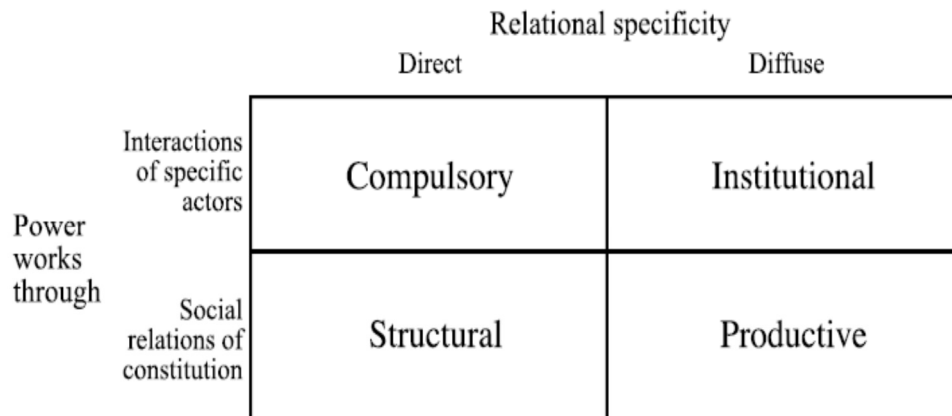 Relational specificity
Direct Diffuse
Interactions
of specific
actors
Compulsory Institutional
Power
works
through
Social
relations of
constitution
Structural Productive